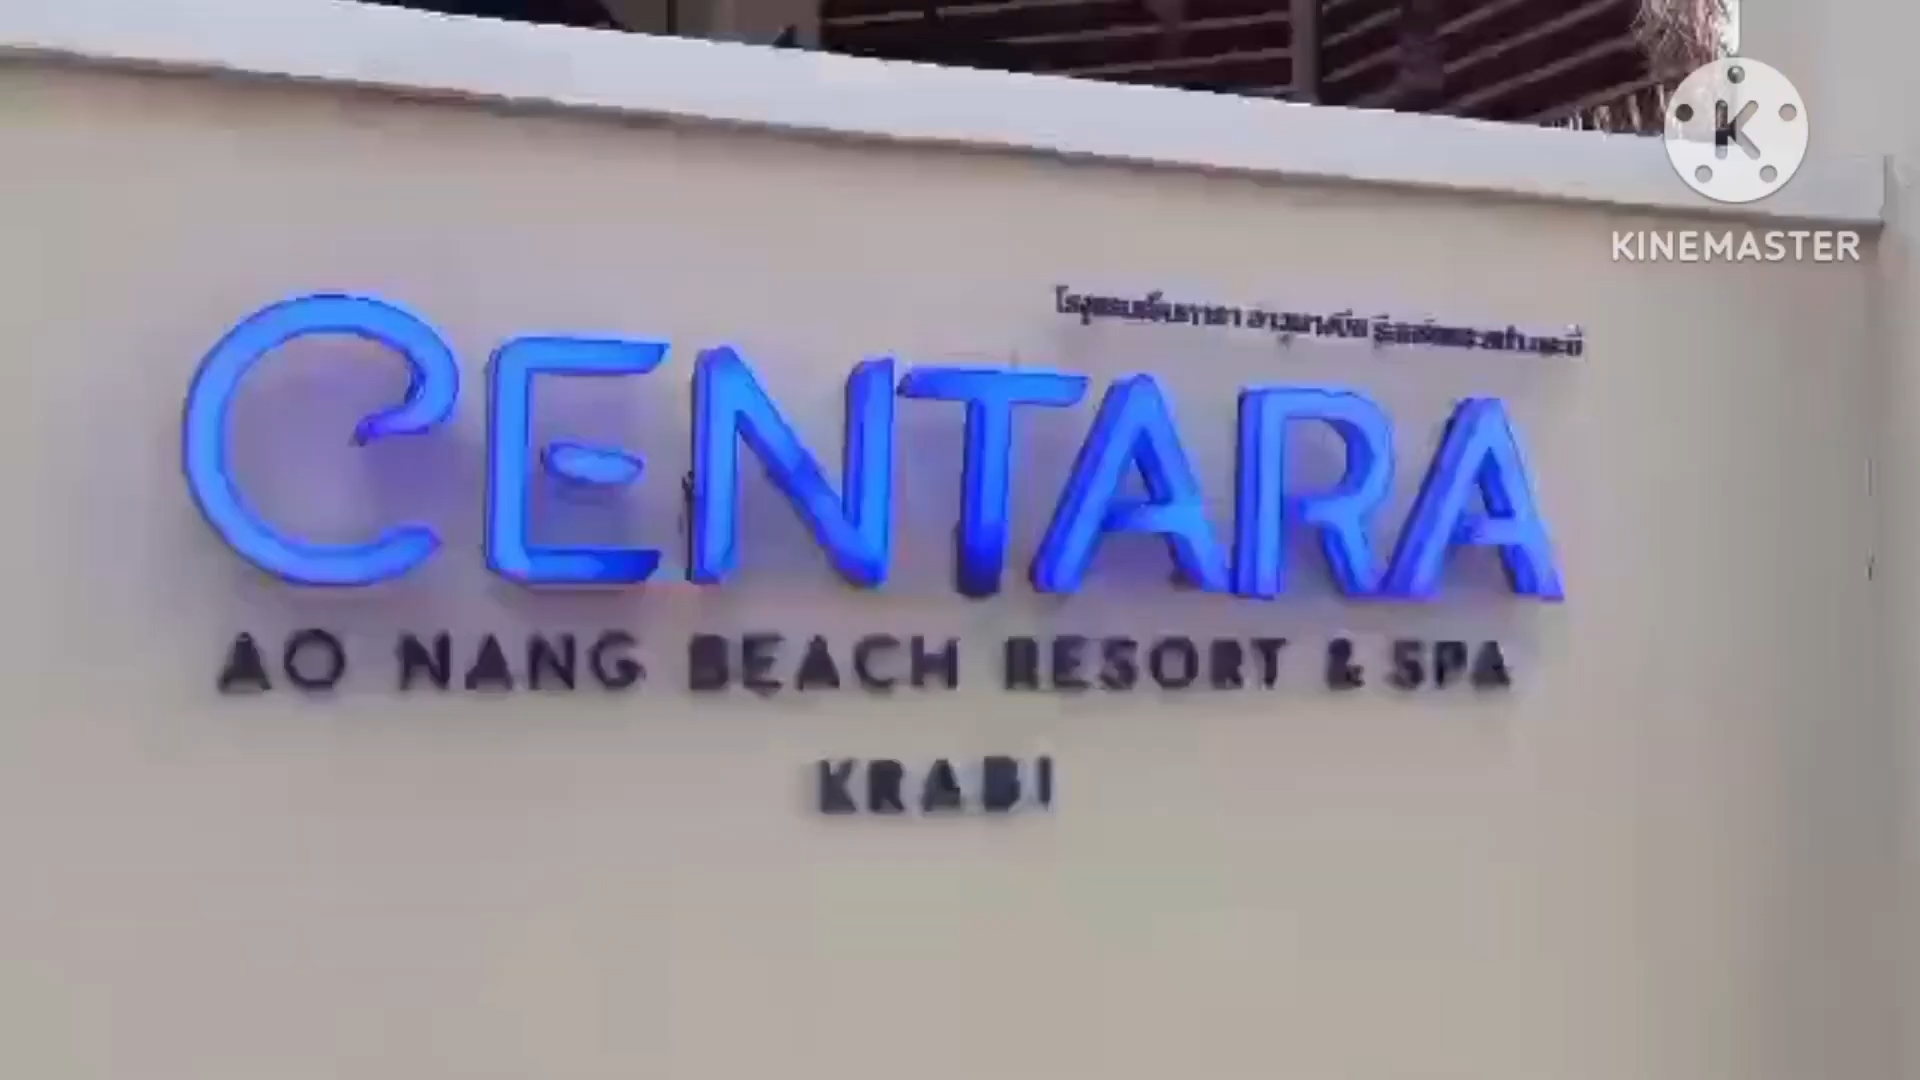 KINEMASTER
CENTARA
AO NANG BEACH RESORT & SPA
KRABI